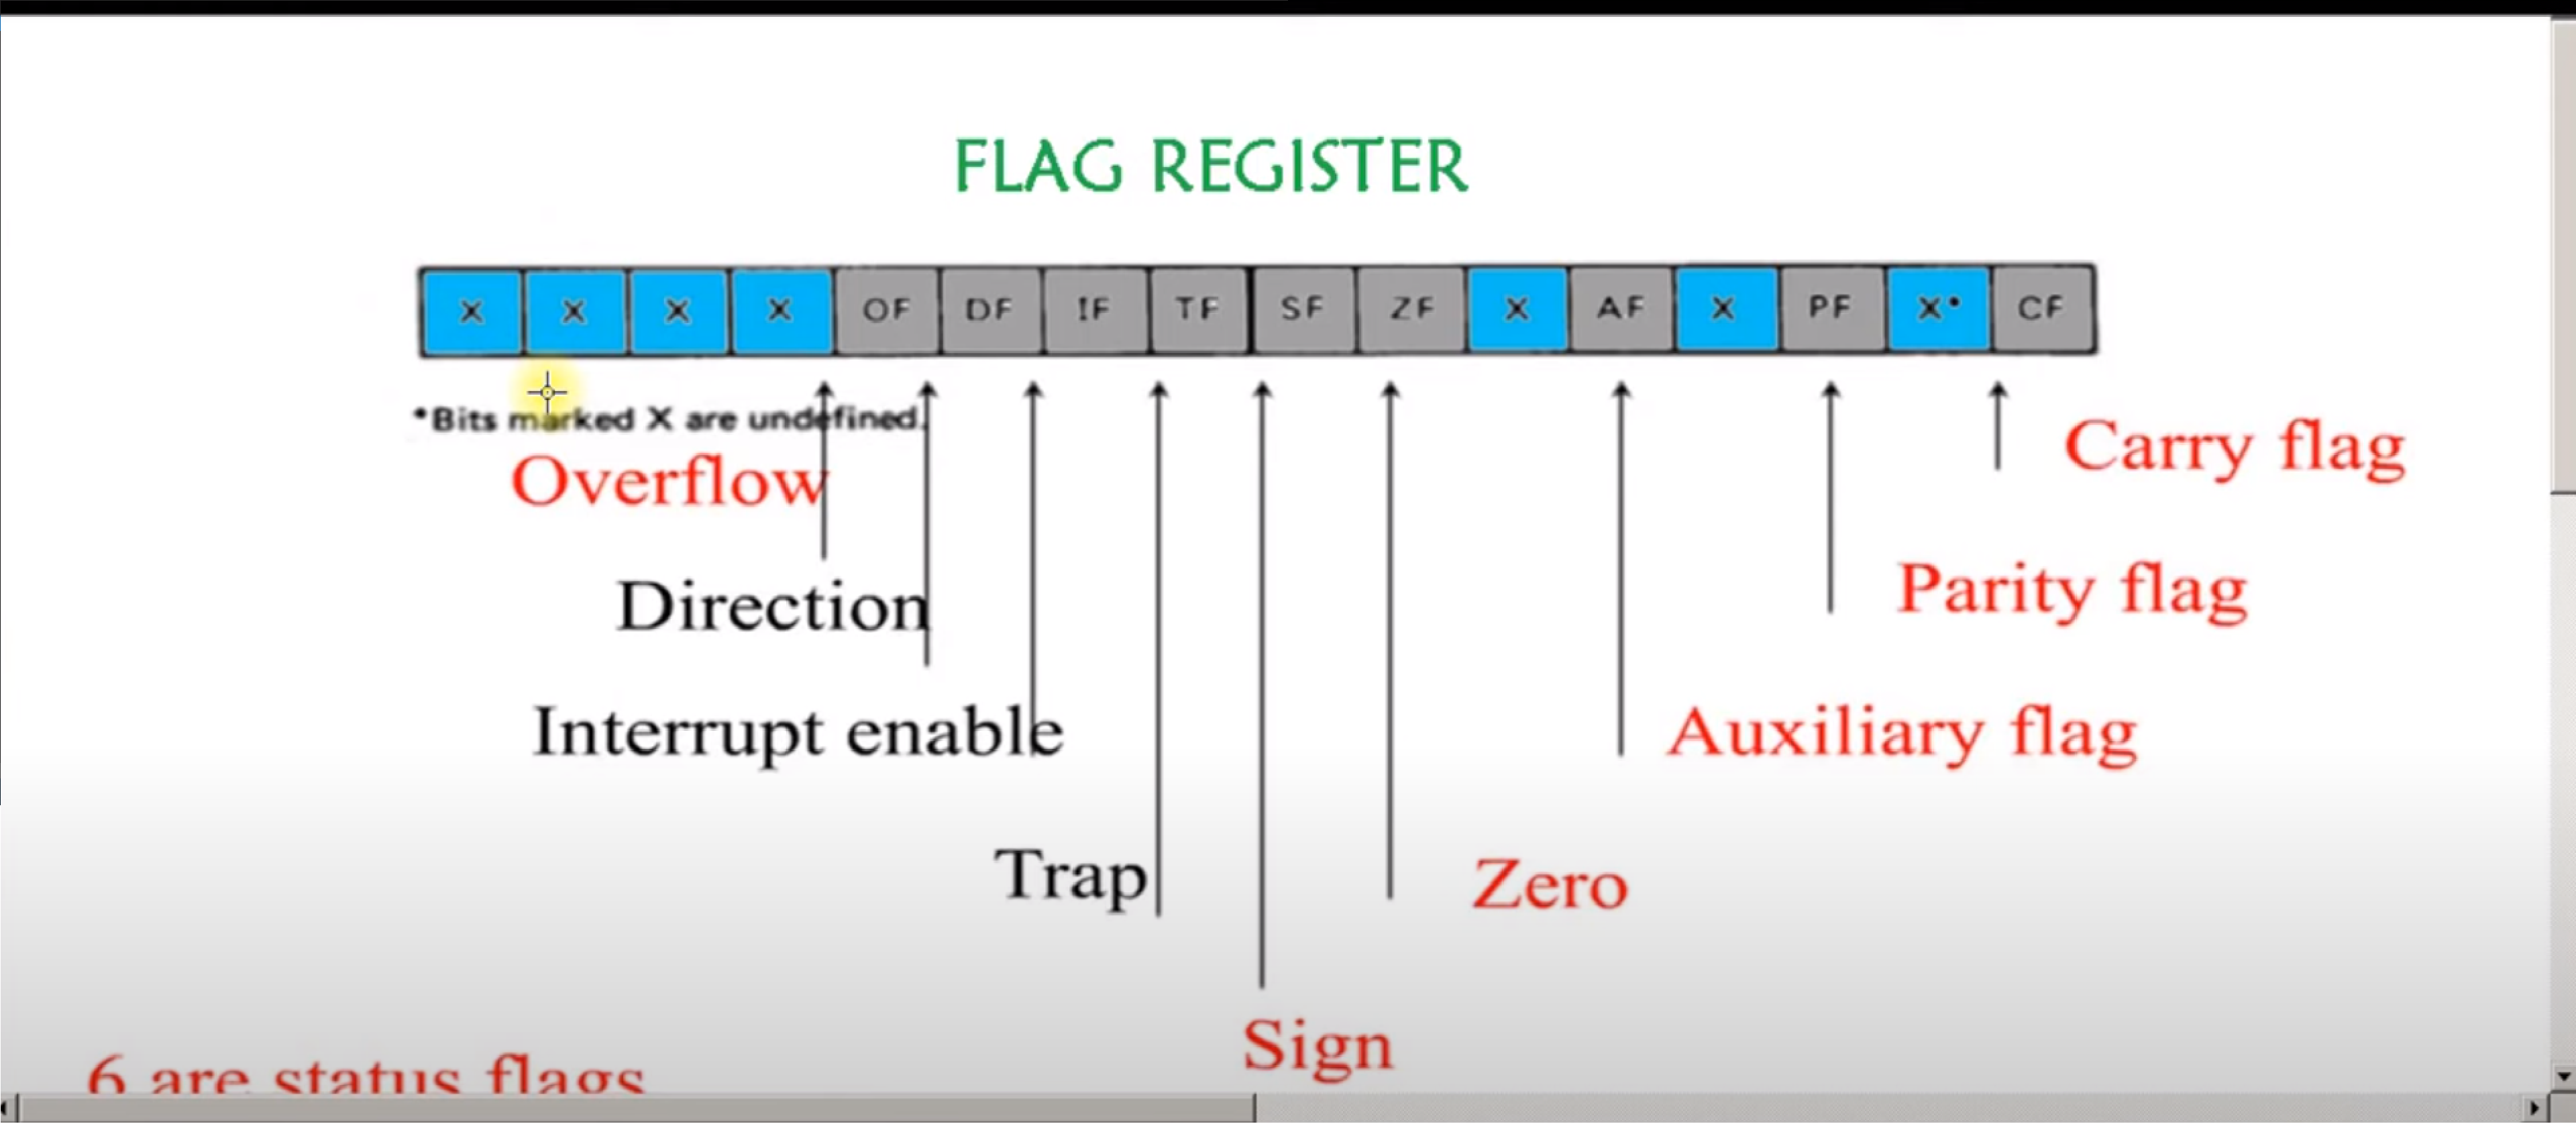 FLAG REGISTER
X X X X OF DF IF TF SF ZF X AF X PF X* CF
*Bits marked X are undefined.
Carry flag
Overflow
Parity flag
Direction
Interrupt enable
Auxiliary flag
Trap
Zero
Sign
6 are status flags